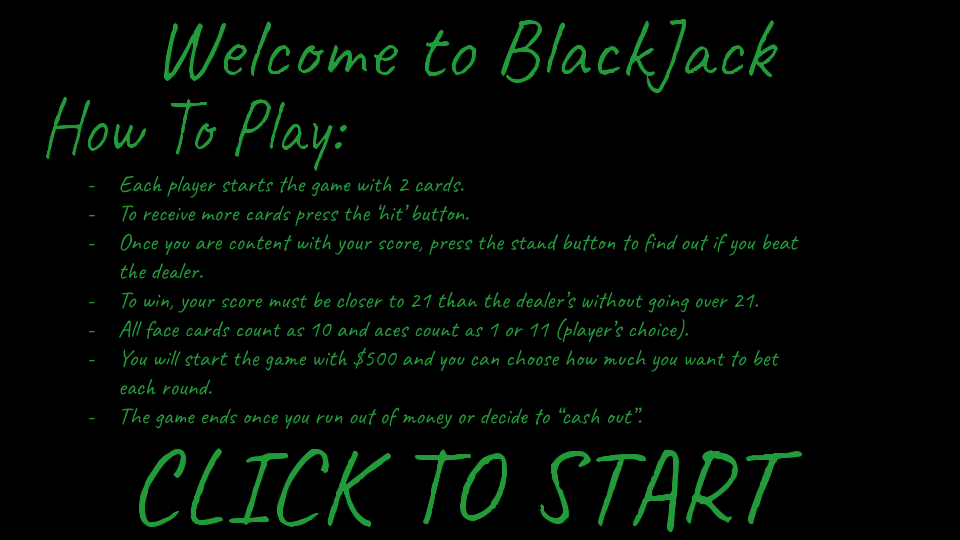 Welcome to BlackJack
How To Play:
- Each player starts the game with 2 cards.
- To receive more cards press the ‘hit’ button.
- Once you are content with your score, press the stand button to find out if you beat
the dealer.
- To win, your score must be closer to 21 than the dealer’s without going over 21.
- All face cards count as 10 and aces count as 1 or 11 (player’s choice).
- You will start the game with $500 and you can choose how much you want to bet
each round.
- The game ends once you run out of money or decide to “cash out”.
CLICK TO START